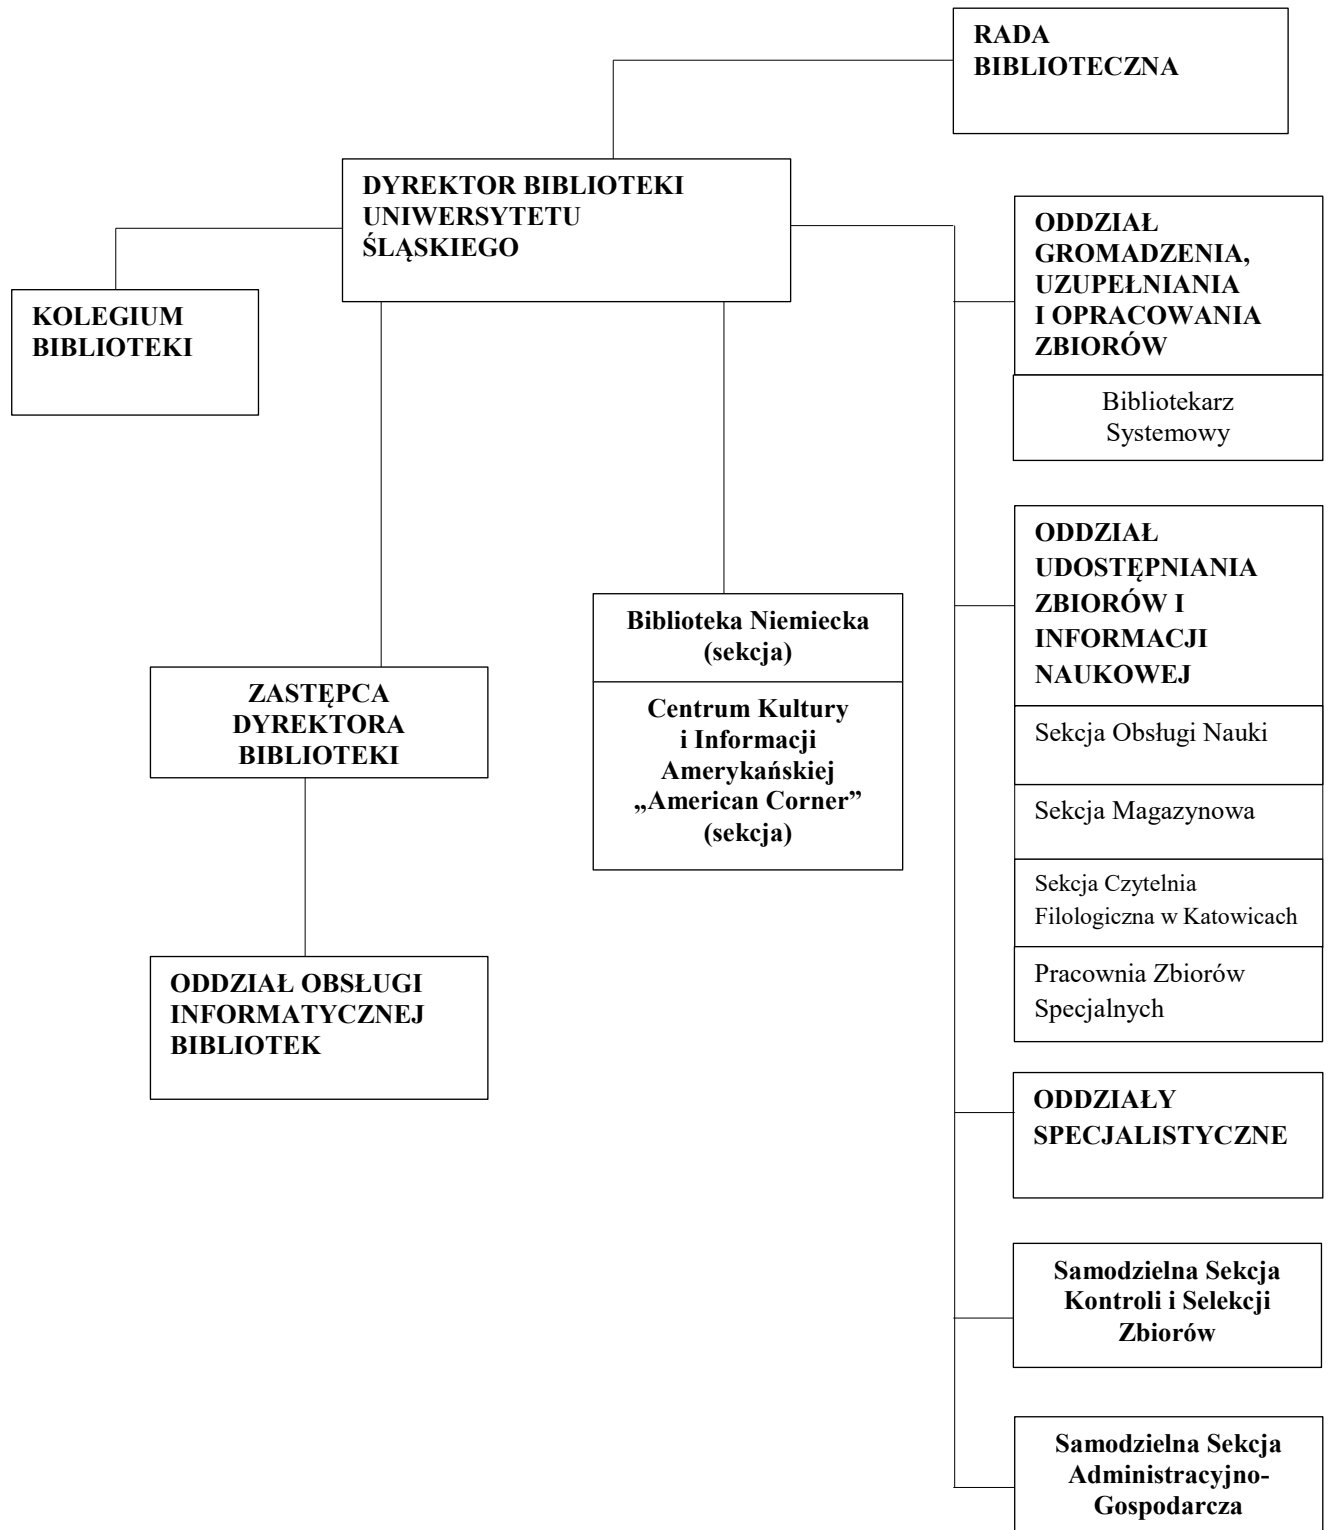 RADA
BIBLIOTECZNA
DYREKTOR BIBLIOTEKI
UNIWERSYTETU
ŚLĄSKIEGO
KOLEGIUM
BIBLIOTEKI
ODDZIAŁ
GROMADZENIA,
UZUPEŁNIANIA
I OPRACOWANIA
ZBIORÓW
Bibliotekarz
Systemowy
ODDZIAŁ
UDOSTĘPNIANIA
ZBIORÓW I
INFORMACJI
NAUKOWEJ
Sekcja Obsługi Nauki
Sekcja Magazynowa
Sekcja Czytelnia
Filologiczna w Katowicach
Pracownia Zbiorów
Specjalnych
Biblioteka Niemiecka
(sekcja)
Centrum Kultury
i Informacji
Amerykańskiej
„American Corner”
(sekcja)
ZASTĘPCA
DYREKTORA
BIBLIOTEKI
ODDZIAŁ OBSŁUGI
INFORMATYCZNEJ
BIBLIOTEK
ODDZIAŁY
SPECJALISTYCZNE
Samodzielna Sekcja
Kontroli i Selekcji
Zbiorów
Samodzielna Sekcja
Administracyjno-
Gospodarcza